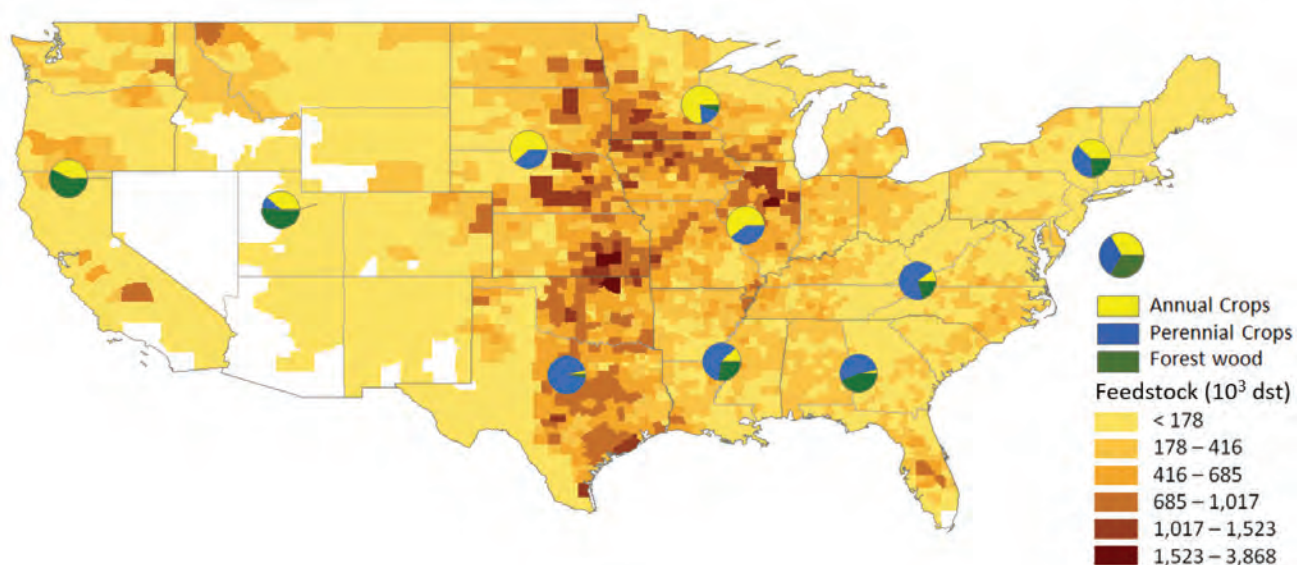 Annual Crops
Perennial Crops
Forest wood
Feedstock (10³ dst)
< 178
178 – 416
416 – 685
685 – 1,017
1,017 – 1,523
1,523 – 3,868